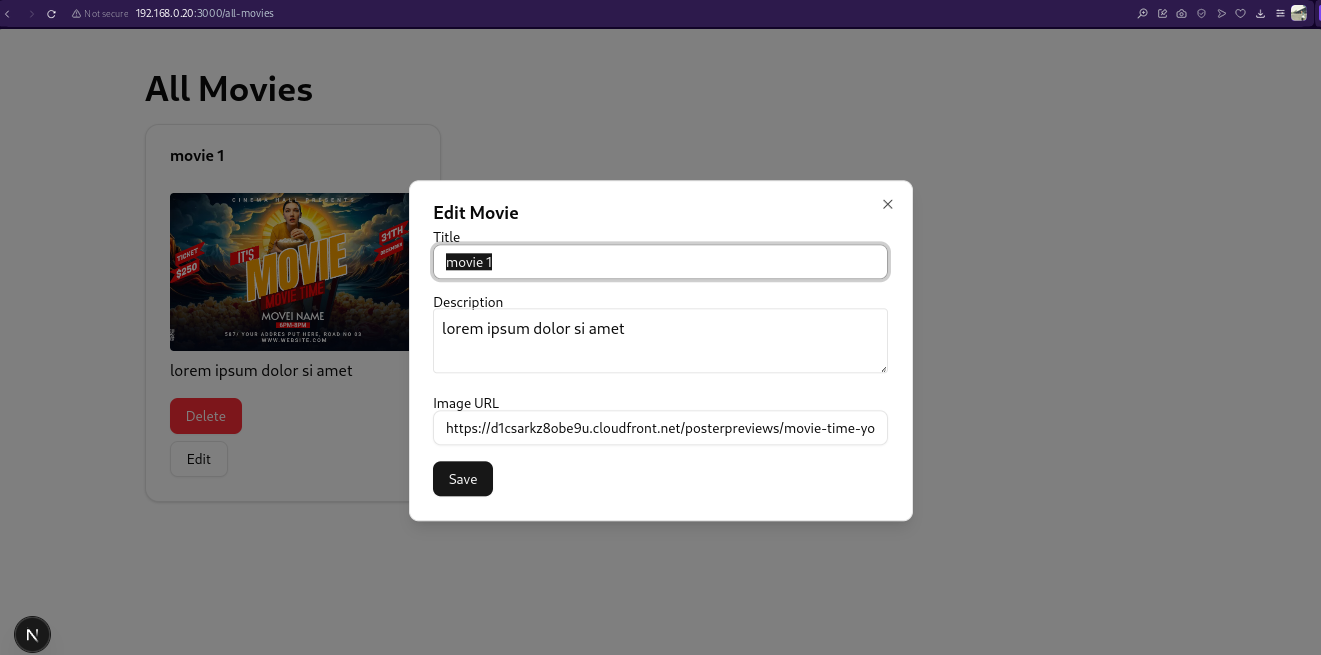 Not secure 192.168.0.20:3000/all-movies
All Movies
movie 1
CINEMA HALL PRESENTS
TICKET
$250
IT'S
MOVIE
MOVIE TIME
31TH
DECEMBER
MOVEI NAME
6PM-8PM
567/ YOUR ADDRES PUT HERE, ROAD NO 03
WWW.WEBSITE.COM
lorem ipsum dolor si amet
Delete
Edit
Edit Movie
Title
movie 1
Description
lorem ipsum dolor si amet
Image URL
https://d1csarkz8obe9u.cloudfront.net/posterpreviews/movie-time-yo
Save
N